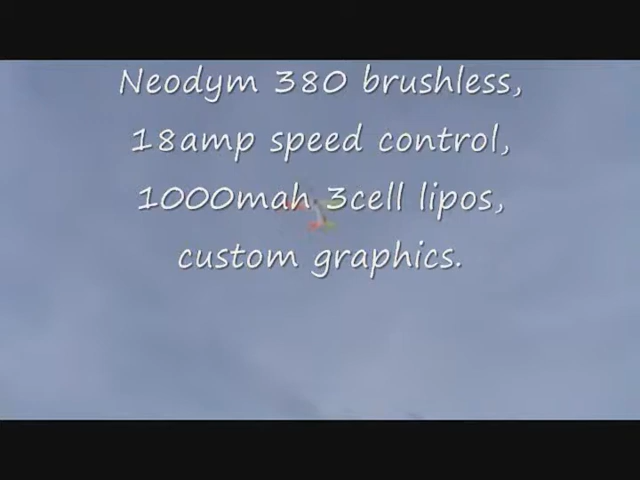 Neodym 380 brushless,
18amp speed control,
1000mah 3cell lipos,
custom graphics.